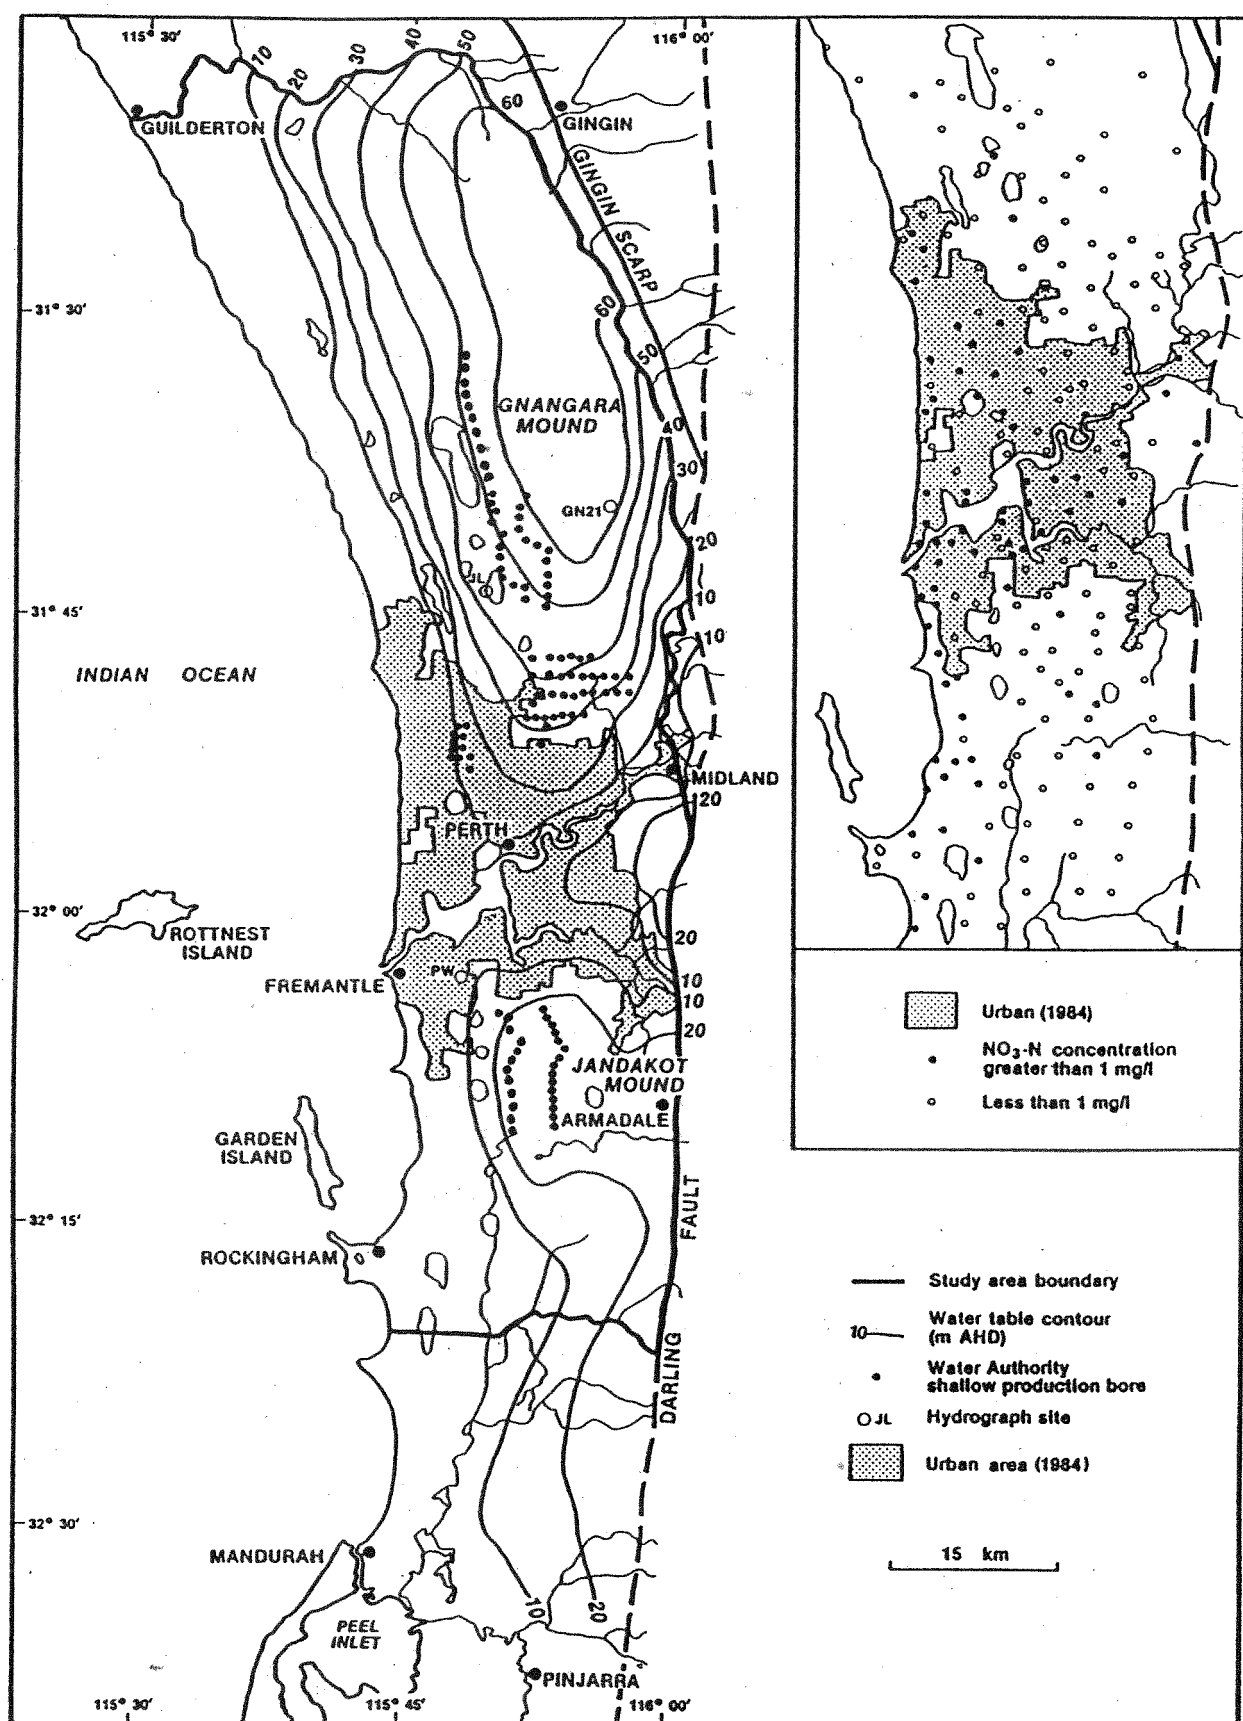 115° 30′
116° 00′
10
20
30
40
50
60
GUILDERTON
GINGIN
GINGIN SCARP
31° 30′
60
50
GNANGARA
MOUND
40
30
GN21
20
JL
10
31° 45′
10
INDIAN OCEAN
MIDLAND
20
PERTH
32° 00′
ROTTNEST
ISLAND
20
PW
FREMANTLE
10
10
20
JANDAKOT
MOUND
ARMADALE
GARDEN
ISLAND
FAULT
32° 15′
ROCKINGHAM
DARLING
32° 30′
MANDURAH
10
20
PEEL
INLET
PINJARRA
115° 30′
115° 45′
116° 00′
Urban (1984)
NO₃-N concentration
greater than 1 mg/l
Less than 1 mg/l
Study area boundary
10
Water table contour
(m AHD)
Water Authority
shallow production bore
JL Hydrograph site
Urban area (1984)
15 km